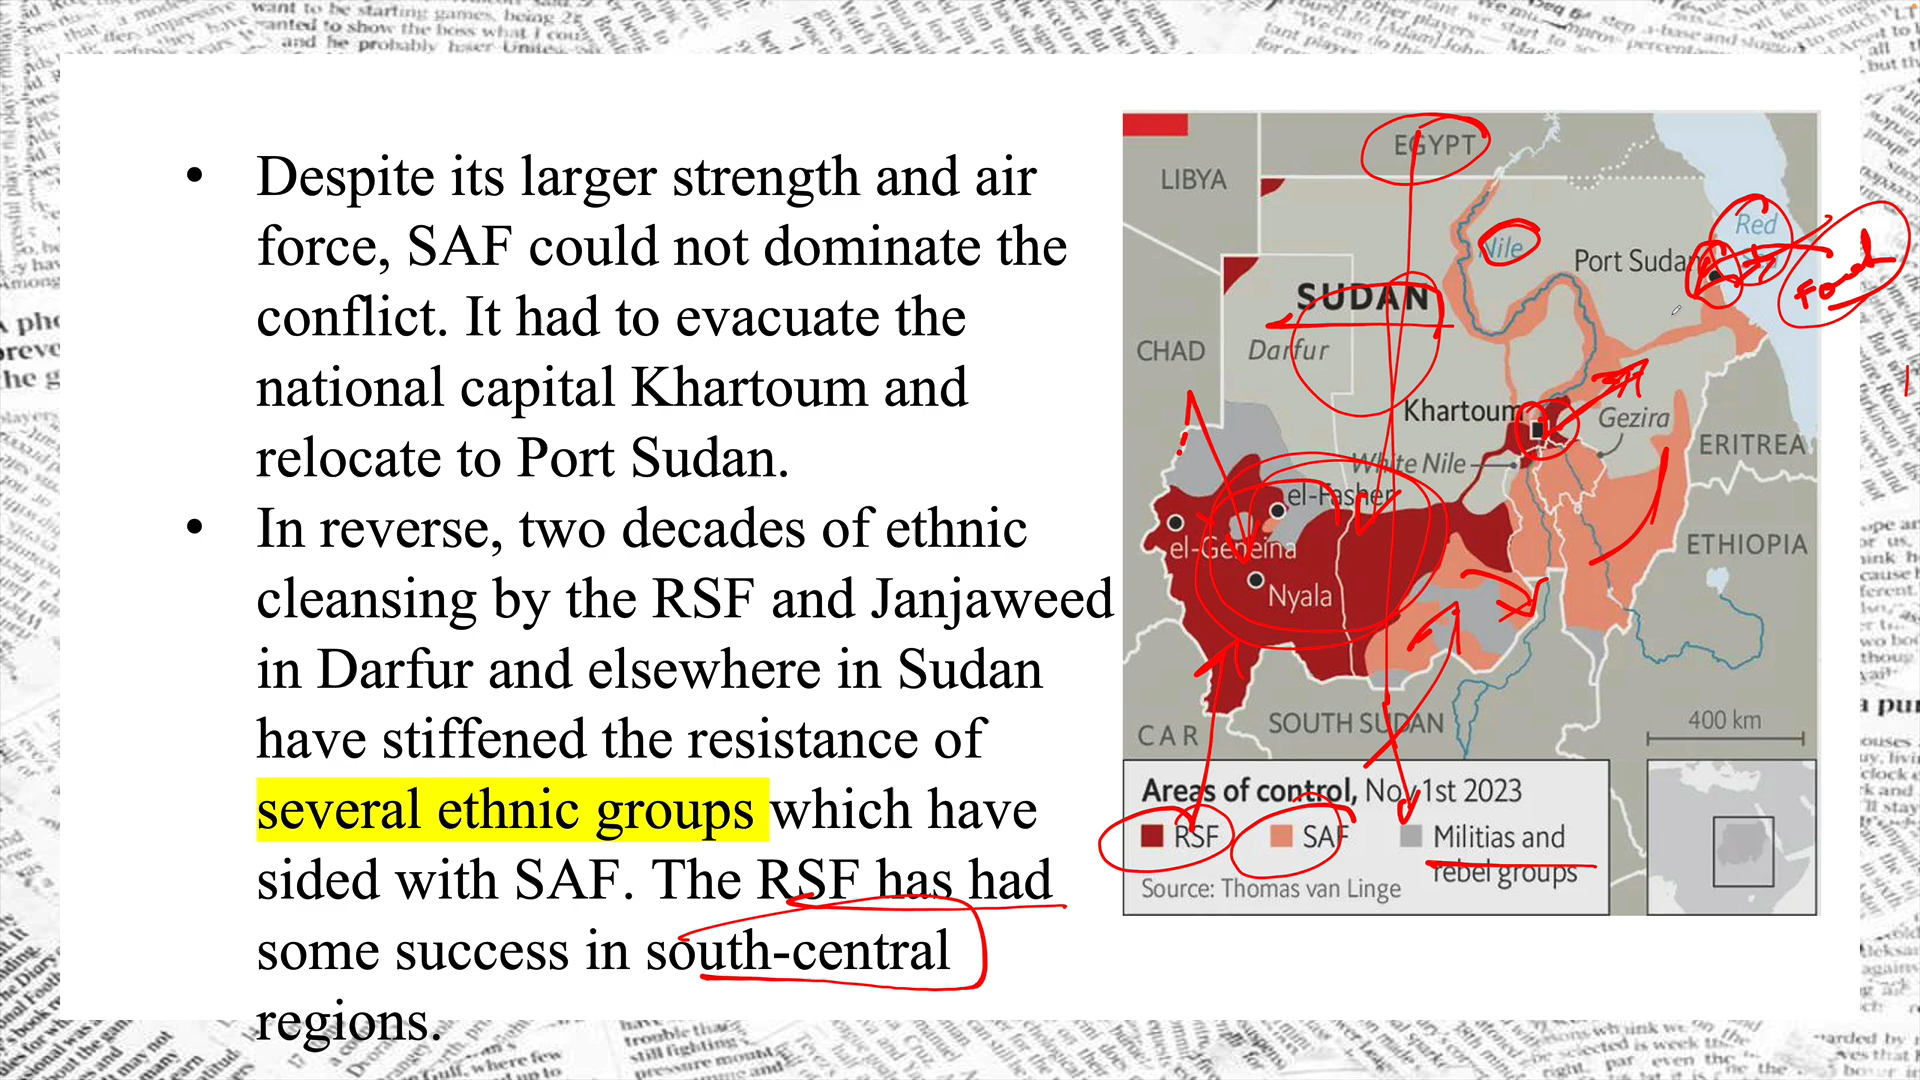 • Despite its larger strength and air
force, SAF could not dominate the
conflict. It had to evacuate the
national capital Khartoum and
relocate to Port Sudan.
• In reverse, two decades of ethnic
cleansing by the RSF and Janjaweed
in Darfur and elsewhere in Sudan
have stiffened the resistance of
several ethnic groups which have
sided with SAF. The RSF has had
some success in south-central
regions.
EGYPT
LIBYA
Red
Nile
Port Sudan
SUDAN
CHAD
Darfur
Khartoum
Gezira
ERITREA
White Nile
el-Fasher
el-Geneina
ETHIOPIA
Nyala
SOUTH SUDAN
CAR
400 km
Areas of control, Nov 1st 2023
RSF
SAF
Militias and
rebel groups
Source: Thomas van Linge